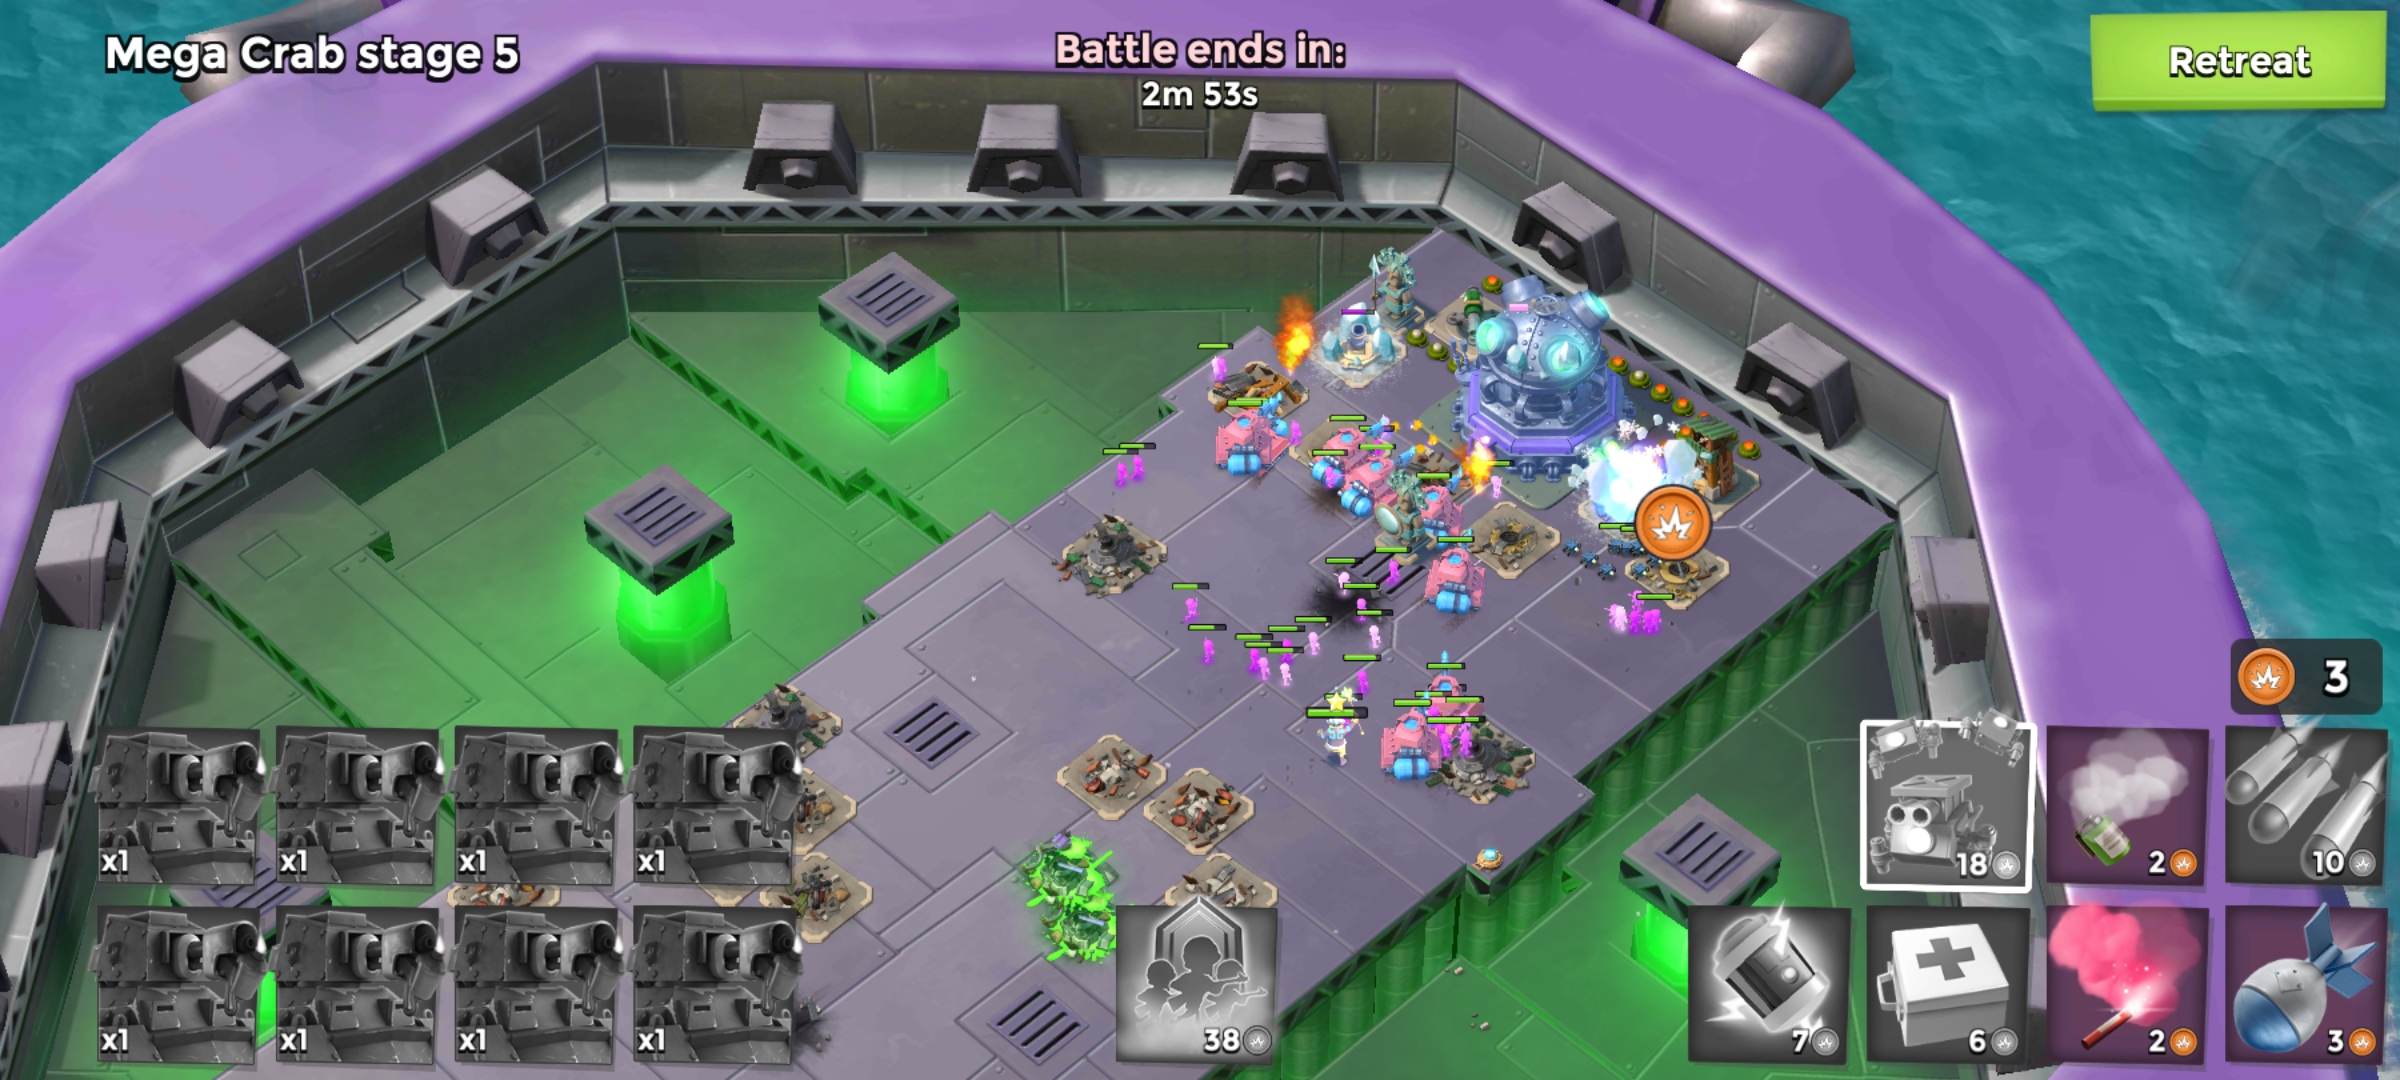 Mega Crab stage 5
Battle ends in:
2m 53s
Retreat
3
x1
x1
x1
x1
18
2
10
x1
x1
x1
x1
38
7
6
2
3